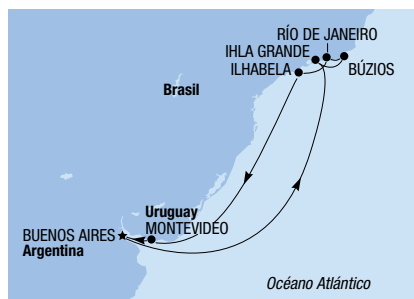 RÍO DE JANEIRO
IHLA GRANDE
ILHABELA
BÚZIOS
Brasil
Uruguay
MONTEVIDEO
BUENOS AIRES
Argentina
Océano Atlántico